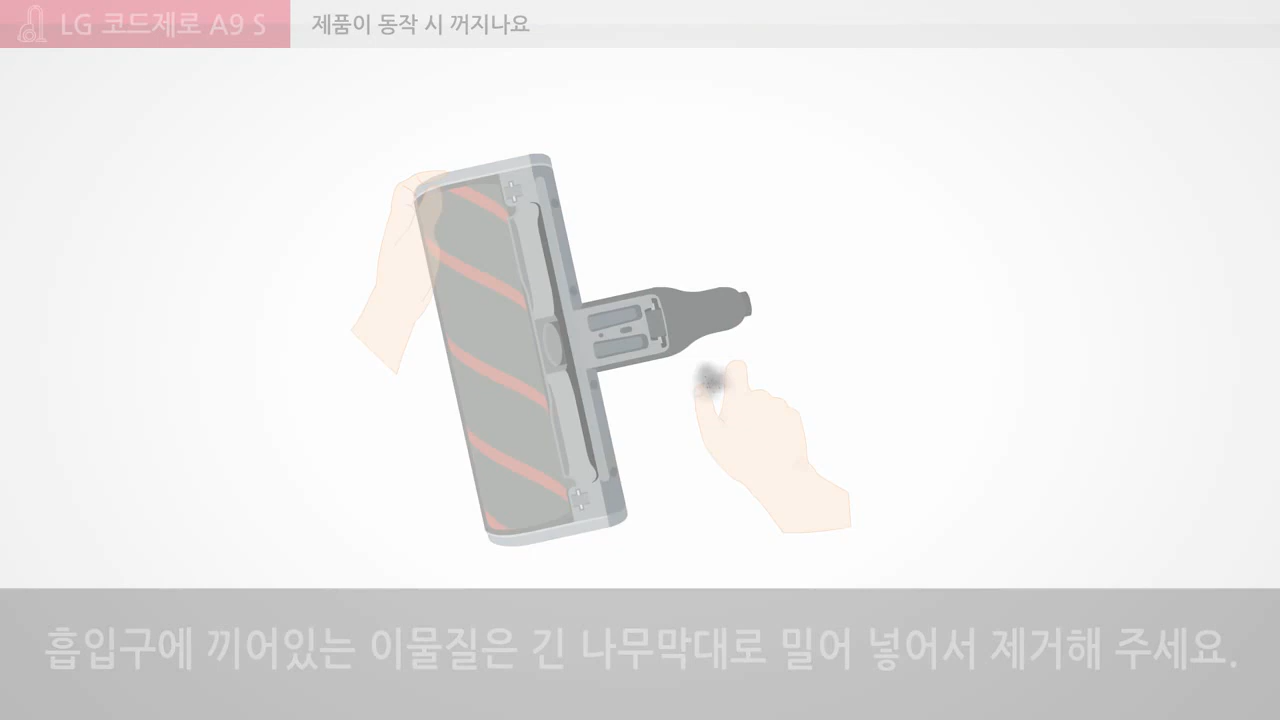 LG 코드제로 A9 S
제품이 동작 시 꺼지나요
흡입구에 끼어있는 이물질은 긴 나무막대로 밀어 넣어서 제거해 주세요.